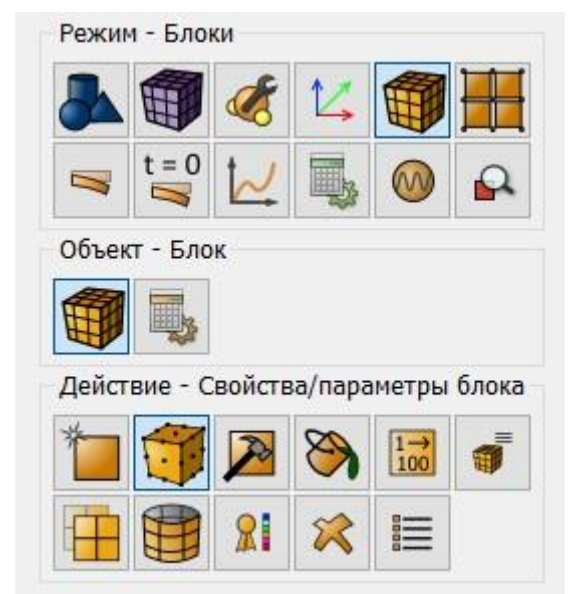 Режим - Блоки
t = 0
Объект - Блок
Действие - Свойства/параметры блока
1→
100